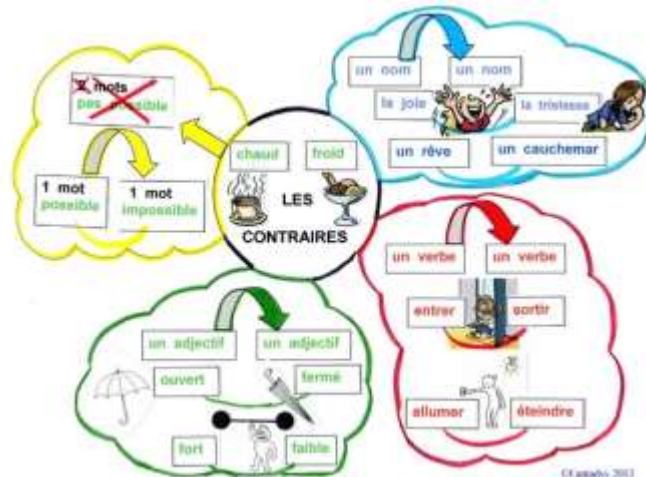 LES
CONTRAIRES
chaud froid
2 mots
pas possible
1 mot 1 mot
possible impossible
un nom un nom
la joie la tristesse
un rêve un cauchemar
un verbe un verbe
entrer sortir
allumer éteindre
un adjectif un adjectif
ouvert fermé
fort faible
2013